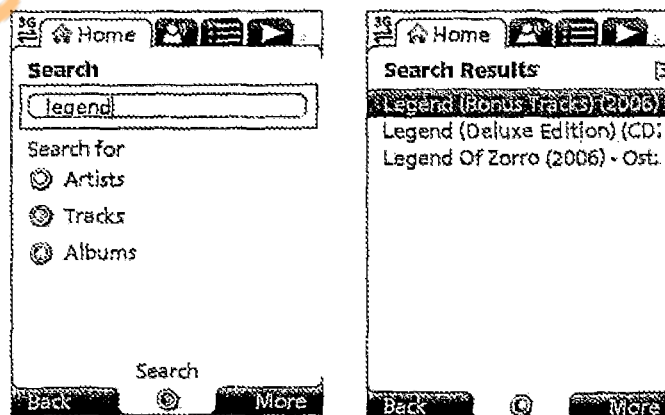 3G Home
Search
legend
Search for
Artists
Tracks
Albums
Search
Back More
3G Home
Search Results [3
Legend (Bonus Tracks) (2006)
Legend (Deluxe Edition) (CD:
Legend Of Zorro (2006) - Ost:
Back More